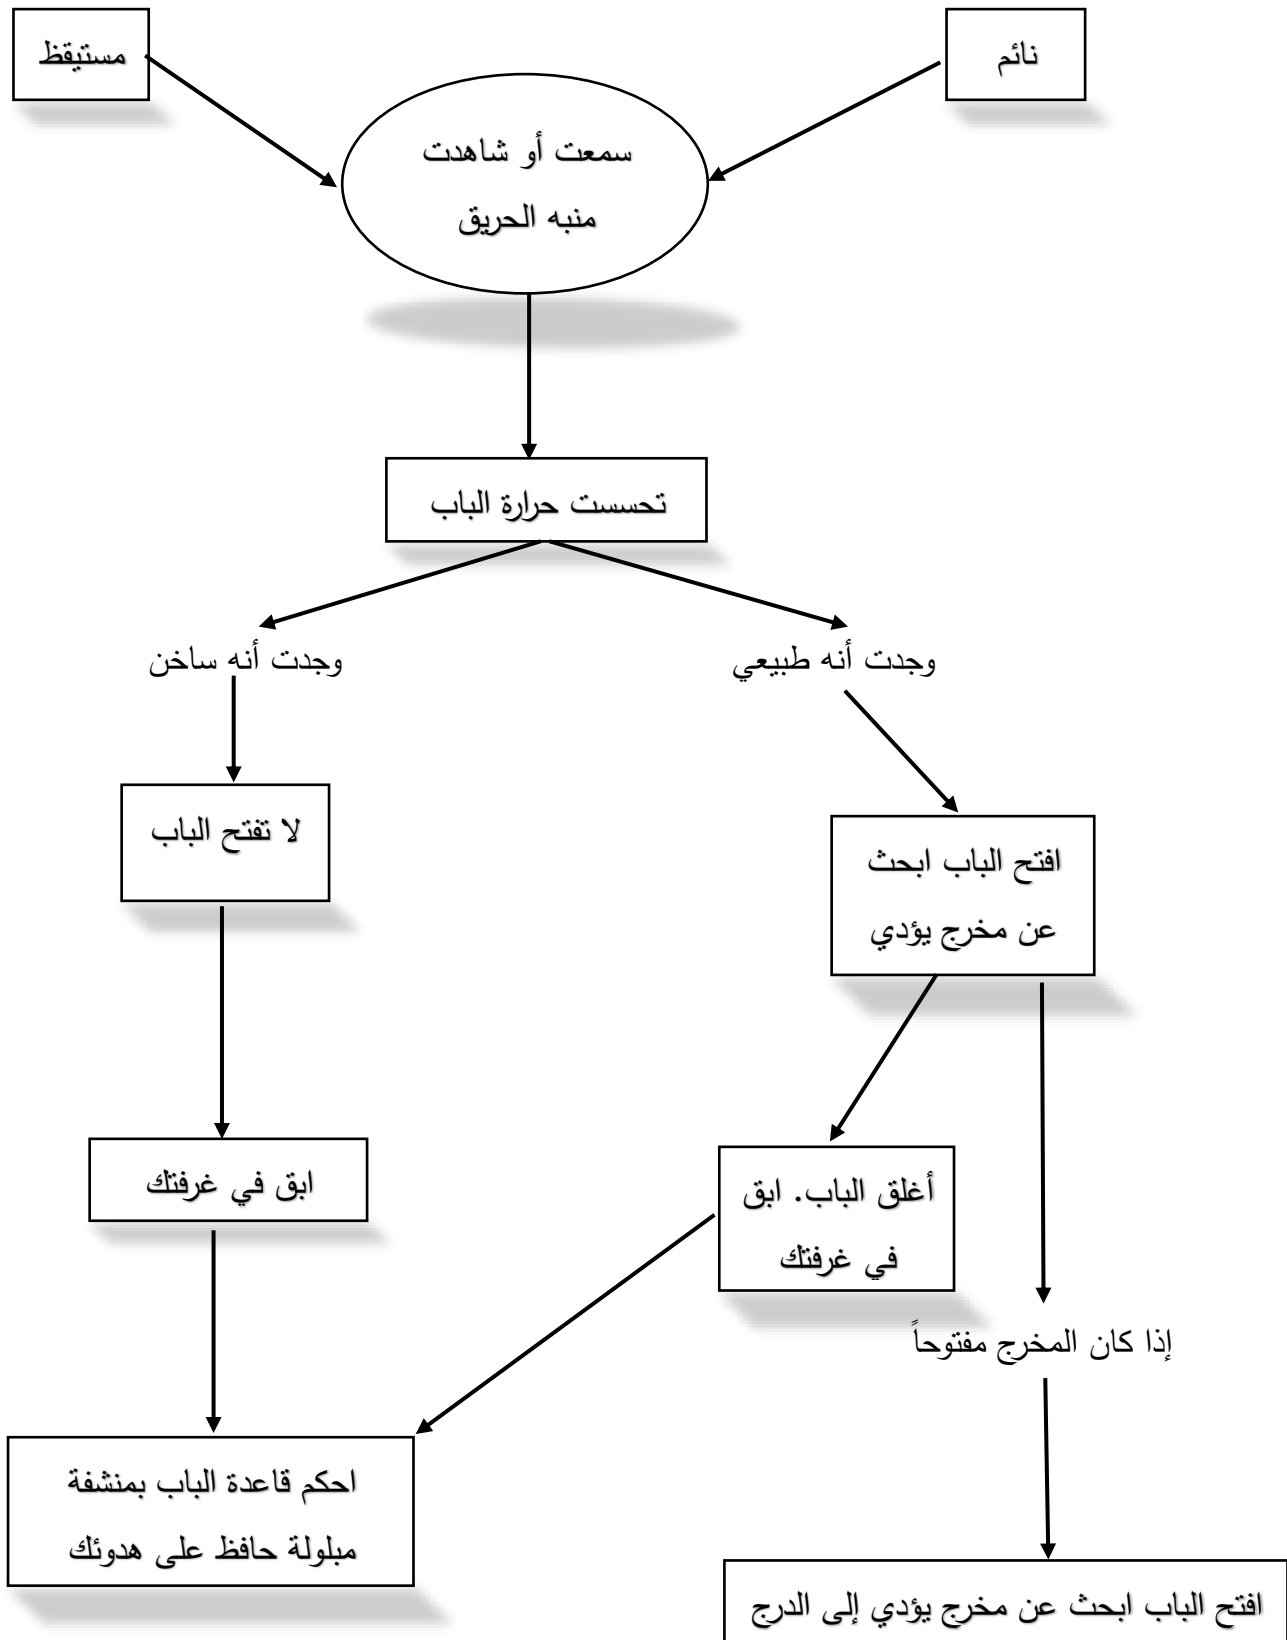 نائم
مستيقظ
سمعت أو شاهدت
منبه الحريق
تحسست حرارة الباب
وجدت أنه طبيعي
وجدت أنه ساخن
لا تفتح الباب
افتح الباب ابحث
عن مخرج يؤدي
ابق في غرفتك
أغلق الباب. ابق
في غرفتك
إذا كان المخرج مفتوحاً
احكم قاعدة الباب بمنشفة
مبلولة حافظ على هدوئك
افتح الباب ابحث عن مخرج يؤدي إلى الدرج